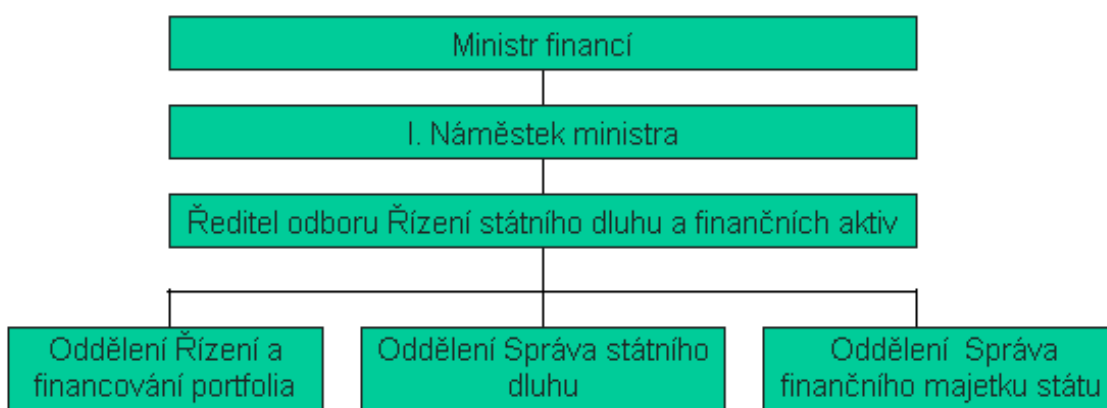 Ministr financí
I. Náměstek ministra
Ředitel odboru Řízení státního dluhu a finančních aktiv
Oddělení Řízení a
financování portfolia
Oddělení Správa státního
dluhu
Oddělení Správa
finančního majetku státu